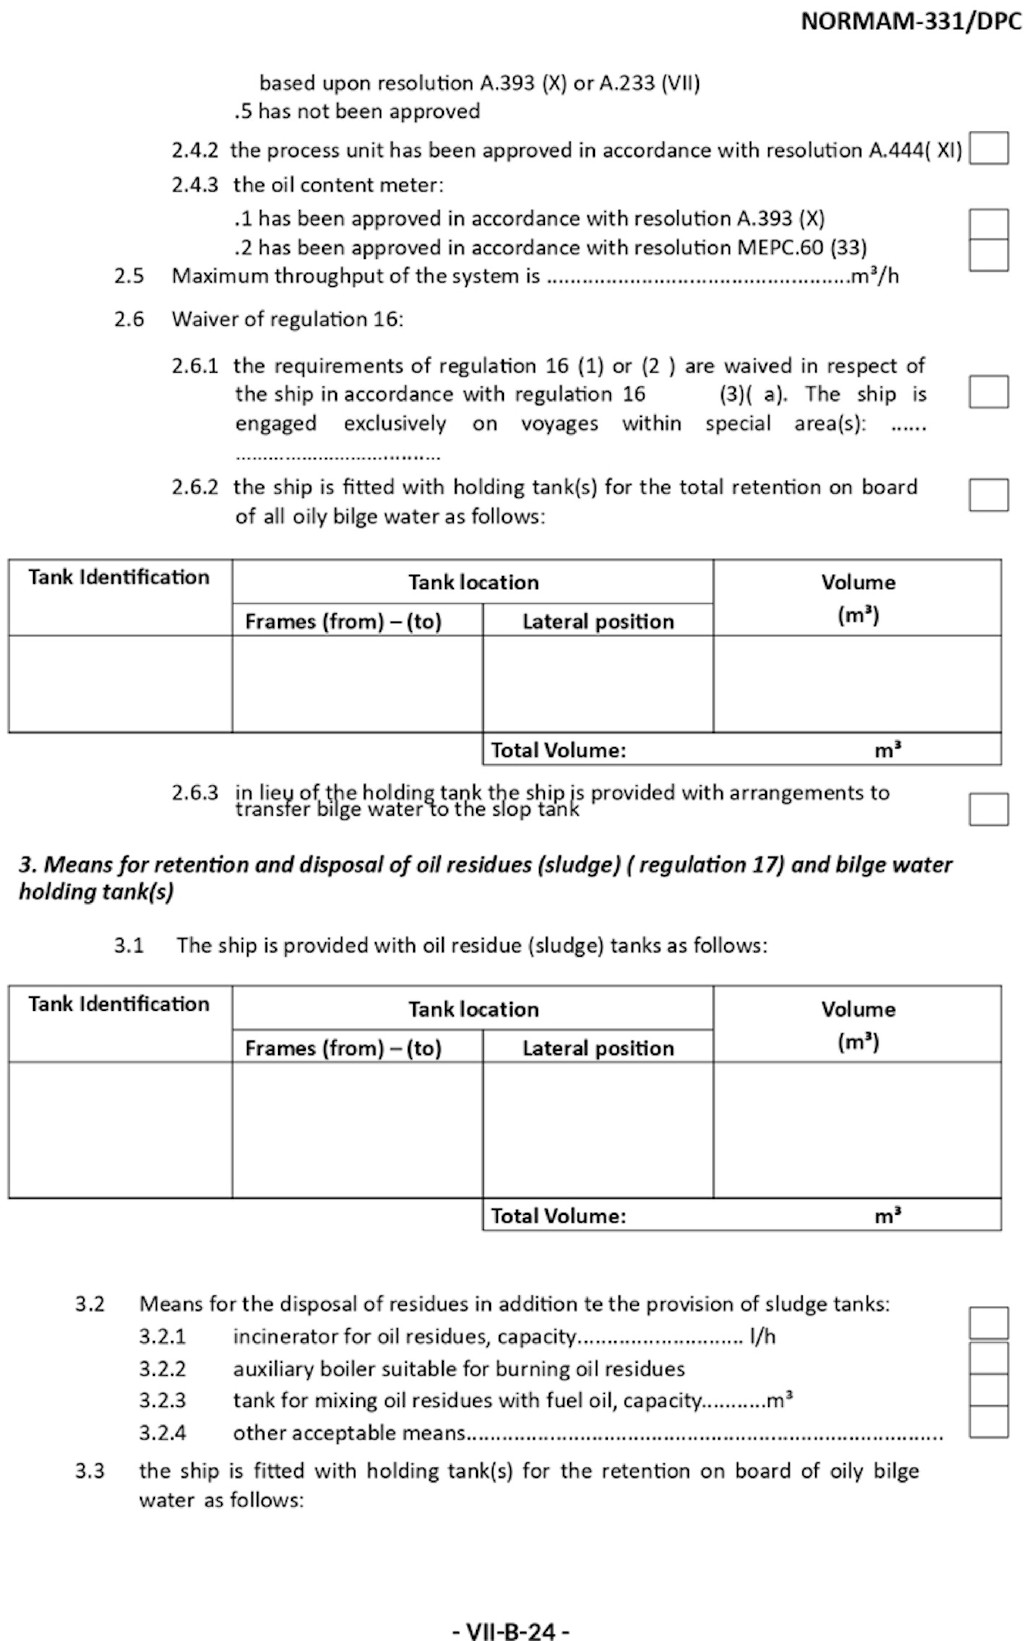 NORMAM-331/DPC
based upon resolution A.393 (X) or A.233 (VII)
.5 has not been approved
2.4.2 the process unit has been approved in accordance with resolution A.444( XI)
2.4.3 the oil content meter:
.1 has been approved in accordance with resolution A.393 (X)
.2 has been approved in accordance with resolution MEPC.60 (33)
2.5 Maximum throughput of the system is ....................................................m³/h
2.6 Waiver of regulation 16:
2.6.1 the requirements of regulation 16 (1) or (2 ) are waived in respect of
the ship in accordance with regulation 16 (3)( a). The ship is
engaged exclusively on voyages within special area(s): ......
..................................
2.6.2 the ship is fitted with holding tank(s) for the total retention on board
of all oily bilge water as follows:
Tank Identification Tank location Volume
Frames (from) – (to) Lateral position (m³)
Total Volume: m³
2.6.3 in lieu of the holding tank the ship is provided with arrangements to
transfer bilge water to the slop tank
3. Means for retention and disposal of oil residues (sludge) ( regulation 17) and bilge water
holding tank(s)
3.1 The ship is provided with oil residue (sludge) tanks as follows:
Tank Identification Tank location Volume
Frames (from) – (to) Lateral position (m³)
Total Volume: m³
3.2 Means for the disposal of residues in addition te the provision of sludge tanks:
3.2.1 incinerator for oil residues, capacity............................ l/h
3.2.2 auxiliary boiler suitable for burning oil residues
3.2.3 tank for mixing oil residues with fuel oil, capacity...........m³
3.2.4 other acceptable means.................................................................................
3.3 the ship is fitted with holding tank(s) for the retention on board of oily bilge
water as follows:
- VII-B-24 -